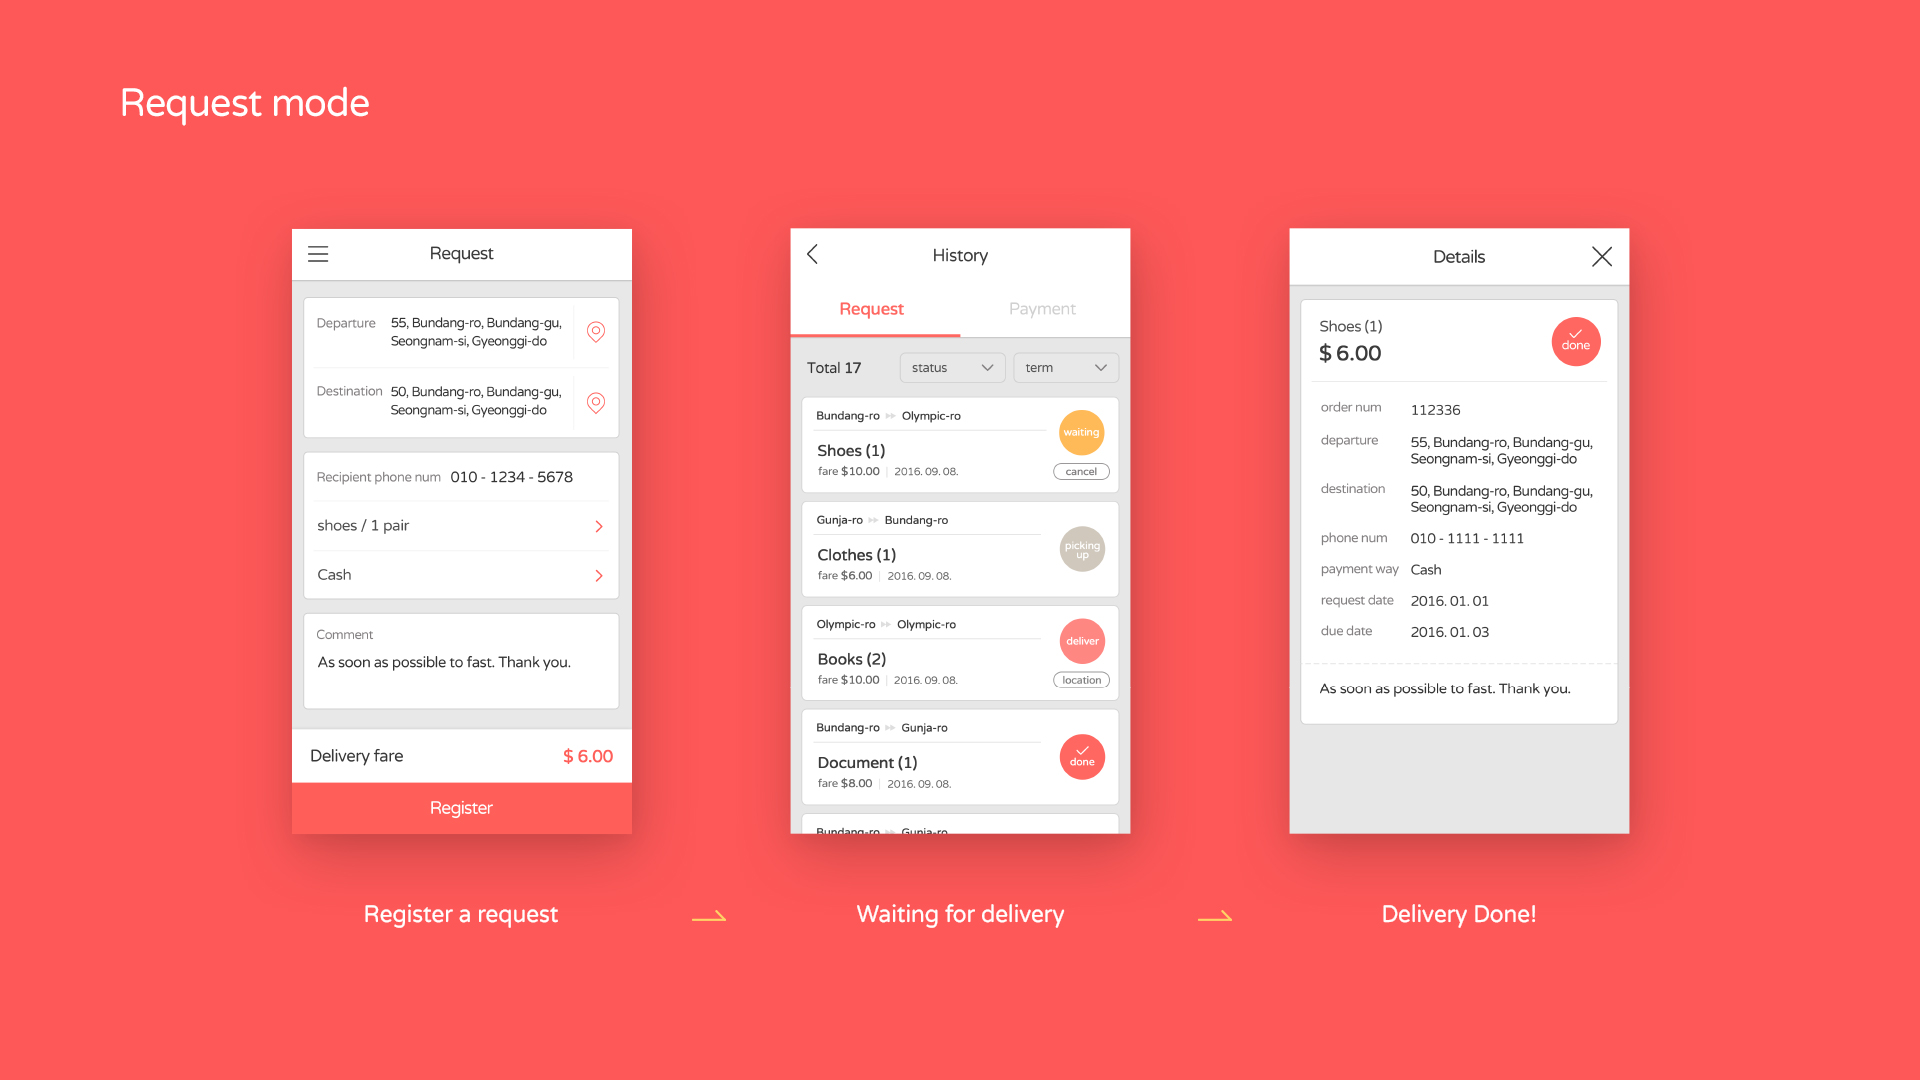 Request mode
Request
Departure
55, Bundang-ro, Bundang-gu,
Seongnam-si, Gyeonggi-do
Destination
50, Bundang-ro, Bundang-gu,
Seongnam-si, Gyeonggi-do
Recipient phone num 010 - 1234 - 5678
shoes / 1 pair
Cash
Comment
As soon as possible to fast. Thank you.
Delivery fare $ 6.00
Register
History
Request Payment
Total 17 status term
Bundang-ro Olympic-ro
waiting
Shoes (1)
fare $10.00 2016. 09. 08.
cancel
Gunja-ro Bundang-ro
picking
up
Clothes (1)
fare $6.00 2016. 09. 08.
Olympic-ro Olympic-ro
deliver
Books (2)
fare $10.00 2016. 09. 08.
location
Bundang-ro Gunja-ro
done
Document (1)
fare $8.00 2016. 09. 08.
Bundang-ro Gunja-ro
Details
Shoes (1)
$ 6.00
done
order num 112336
departure 55, Bundang-ro, Bundang-gu,
Seongnam-si, Gyeonggi-do
destination 50, Bundang-ro, Bundang-gu,
Seongnam-si, Gyeonggi-do
phone num 010 - 1111 - 1111
payment way Cash
request date 2016. 01. 01
due date 2016. 01. 03
As soon as possible to fast. Thank you.
Register a request
Waiting for delivery
Delivery Done!